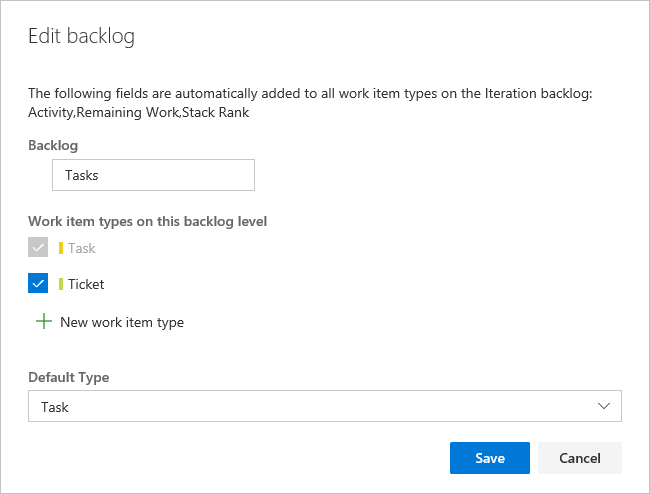 Edit backlog
The following fields are automatically added to all work item types on the Iteration backlog:
Activity,Remaining Work,Stack Rank
Backlog
Tasks
Work item types on this backlog level
Task
Ticket
New work item type
Default Type
Task
Save Cancel